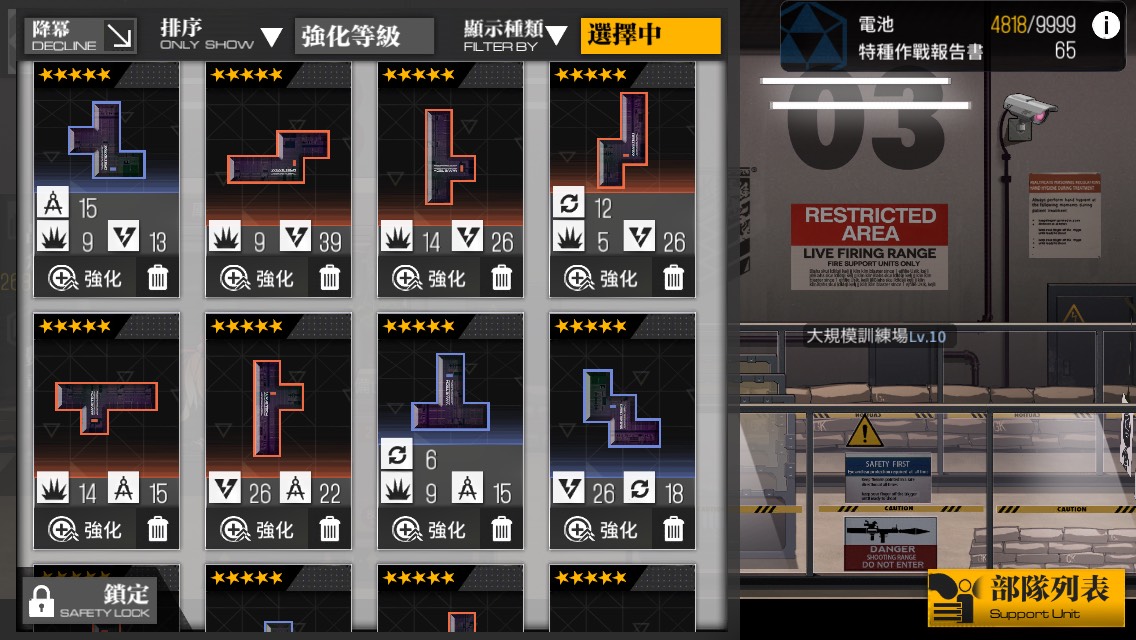 降冪
DECLINE
排序
ONLY SHOW
強化等級
顯示種類
FILTER BY
選擇中
電池 4818/9999
特種作戰報告書 65
i
15
9 13
9 39
14 26
12
5 26
強化
強化
強化
強化
14 15
26 22
6
9 15
26 18
強化
強化
強化
強化
鎖定
SAFETY LOCK
03
RESTRICTED
AREA
LIVE FIRING RANGE
FIRE SUPPORT UNITS ONLY
大規模訓練場Lv.10
CAUTION
CAUTION
SAFETY FIRST
CAUTION
CAUTION
DANGER
SHOOTING RANGE
DO NOT ENTER
部隊列表
Support Unit